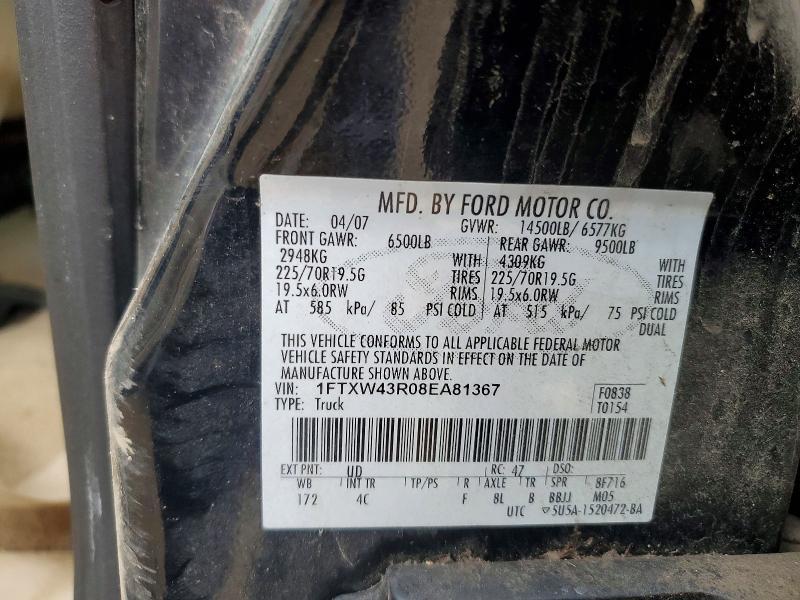 MFD. BY FORD MOTOR CO.
DATE: 04/07 GVWR: 14500LB/ 6577KG
FRONT GAWR: 6500LB REAR GAWR: 9500LB
2948KG WITH 4309KG WITH
225/70R19.5G TIRES 225/70R19.5G TIRES
19.5x6.0RW RIMS 19.5x6.0RW RIMS
AT 585 kPa/ 85 PSI COLD AT 515 kPa/ 75 PSI COLD
DUAL
THIS VEHICLE CONFORMS TO ALL APPLICABLE FEDERAL MOTOR
VEHICLE SAFETY STANDARDS IN EFFECT ON THE DATE OF
MANUFACTURE SHOWN ABOVE.
VIN: 1FTXW43R08EA81367 F0838
TYPE: Truck T0154
EXT PNT: UD RC: 47 DSO:
WB INT TR TP/PS R AXLE TR SPR 8F716
172 4C F 8L B BBJJ M05
UTC ▽5U5A-1520472-BA